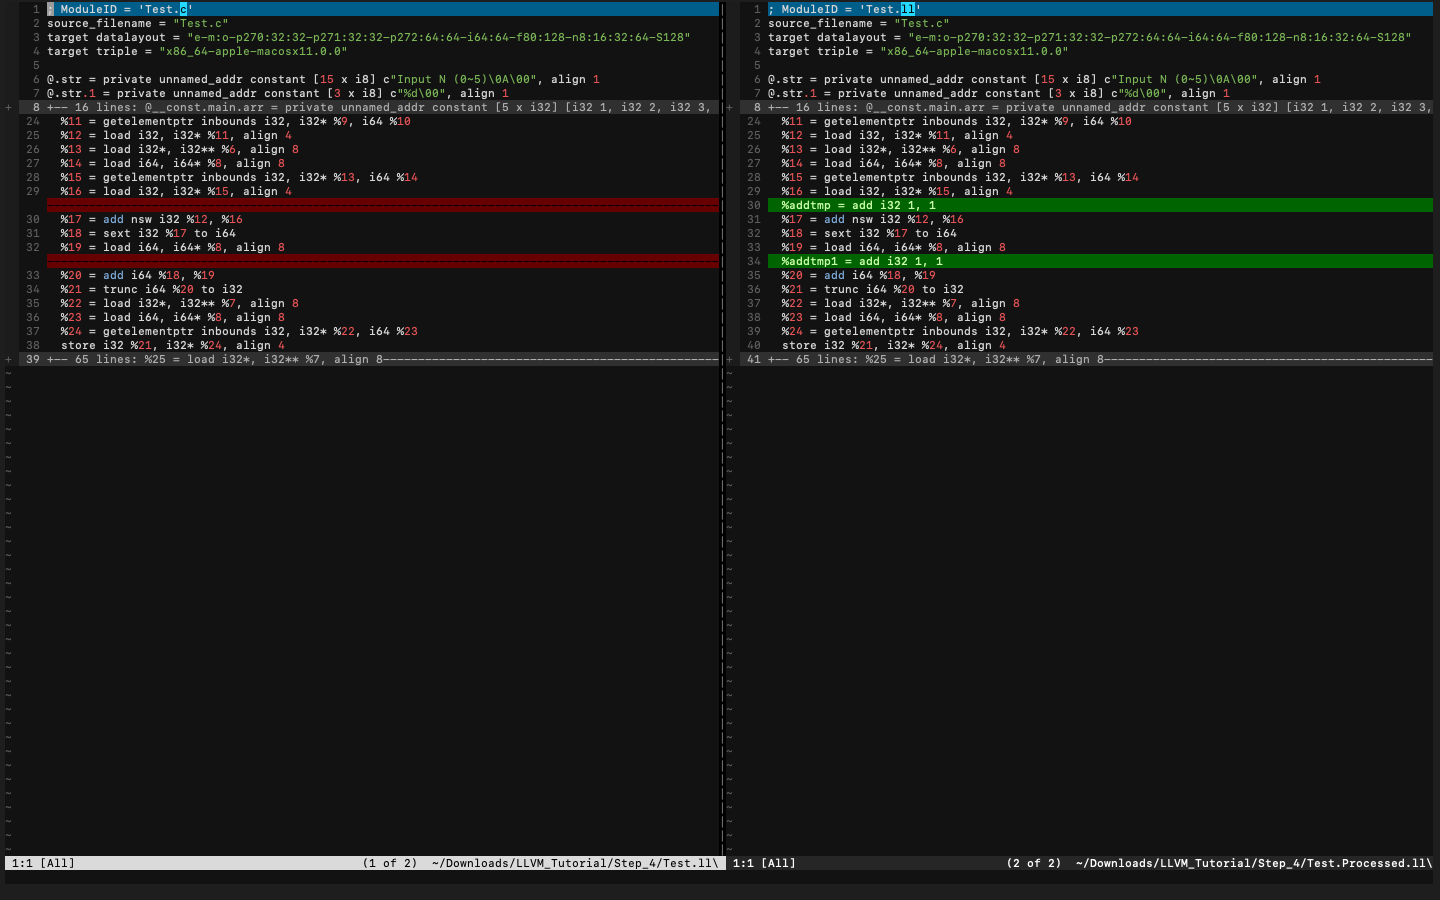 1 ; ModuleID = 'Test.c'
2 source_filename = "Test.c"
3 target datalayout = "e-m:o-p270:32:32-p271:32:32-p272:64:64-i64:64-f80:128-n8:16:32:64-S128"
4 target triple = "x86_64-apple-macosx11.0.0"
5
6 @.str = private unnamed_addr constant [15 x i8] c"Input N (0~5)\0A\00", align 1
7 @.str.1 = private unnamed_addr constant [3 x i8] c"%d\00", align 1
+ 8 +-- 16 lines: @__const.main.arr = private unnamed_addr constant [5 x i32] [i32 1, i32 2, i32 3,
24 %11 = getelementptr inbounds i32, i32* %9, i64 %10
25 %12 = load i32, i32* %11, align 4
26 %13 = load i32*, i32** %6, align 8
27 %14 = load i64, i64* %8, align 8
28 %15 = getelementptr inbounds i32, i32* %13, i64 %14
29 %16 = load i32, i32* %15, align 4
30 %17 = add nsw i32 %12, %16
31 %18 = sext i32 %17 to i64
32 %19 = load i64, i64* %8, align 8
33 %20 = add i64 %18, %19
34 %21 = trunc i64 %20 to i32
35 %22 = load i32*, i32** %7, align 8
36 %23 = load i64, i64* %8, align 8
37 %24 = getelementptr inbounds i32, i32* %22, i64 %23
38 store i32 %21, i32* %24, align 4
+ 39 +-- 65 lines: %25 = load i32*, i32** %7, align 8
1:1 [All] (1 of 2) ~/Downloads/LLVM_Tutorial/Step_4/Test.ll\
1 ; ModuleID = 'Test.ll'
2 source_filename = "Test.c"
3 target datalayout = "e-m:o-p270:32:32-p271:32:32-p272:64:64-i64:64-f80:128-n8:16:32:64-S128"
4 target triple = "x86_64-apple-macosx11.0.0"
5
6 @.str = private unnamed_addr constant [15 x i8] c"Input N (0~5)\0A\00", align 1
7 @.str.1 = private unnamed_addr constant [3 x i8] c"%d\00", align 1
+ 8 +-- 16 lines: @__const.main.arr = private unnamed_addr constant [5 x i32] [i32 1, i32 2, i32 3,
24 %11 = getelementptr inbounds i32, i32* %9, i64 %10
25 %12 = load i32, i32* %11, align 4
26 %13 = load i32*, i32** %6, align 8
27 %14 = load i64, i64* %8, align 8
28 %15 = getelementptr inbounds i32, i32* %13, i64 %14
29 %16 = load i32, i32* %15, align 4
30 %addtmp = add i32 1, 1
31 %17 = add nsw i32 %12, %16
32 %18 = sext i32 %17 to i64
33 %19 = load i64, i64* %8, align 8
34 %addtmp1 = add i32 1, 1
35 %20 = add i64 %18, %19
36 %21 = trunc i64 %20 to i32
37 %22 = load i32*, i32** %7, align 8
38 %23 = load i64, i64* %8, align 8
39 %24 = getelementptr inbounds i32, i32* %22, i64 %23
40 store i32 %21, i32* %24, align 4
+ 41 +-- 65 lines: %25 = load i32*, i32** %7, align 8
1:1 [All] (2 of 2) ~/Downloads/LLVM_Tutorial/Step_4/Test.Processed.ll\